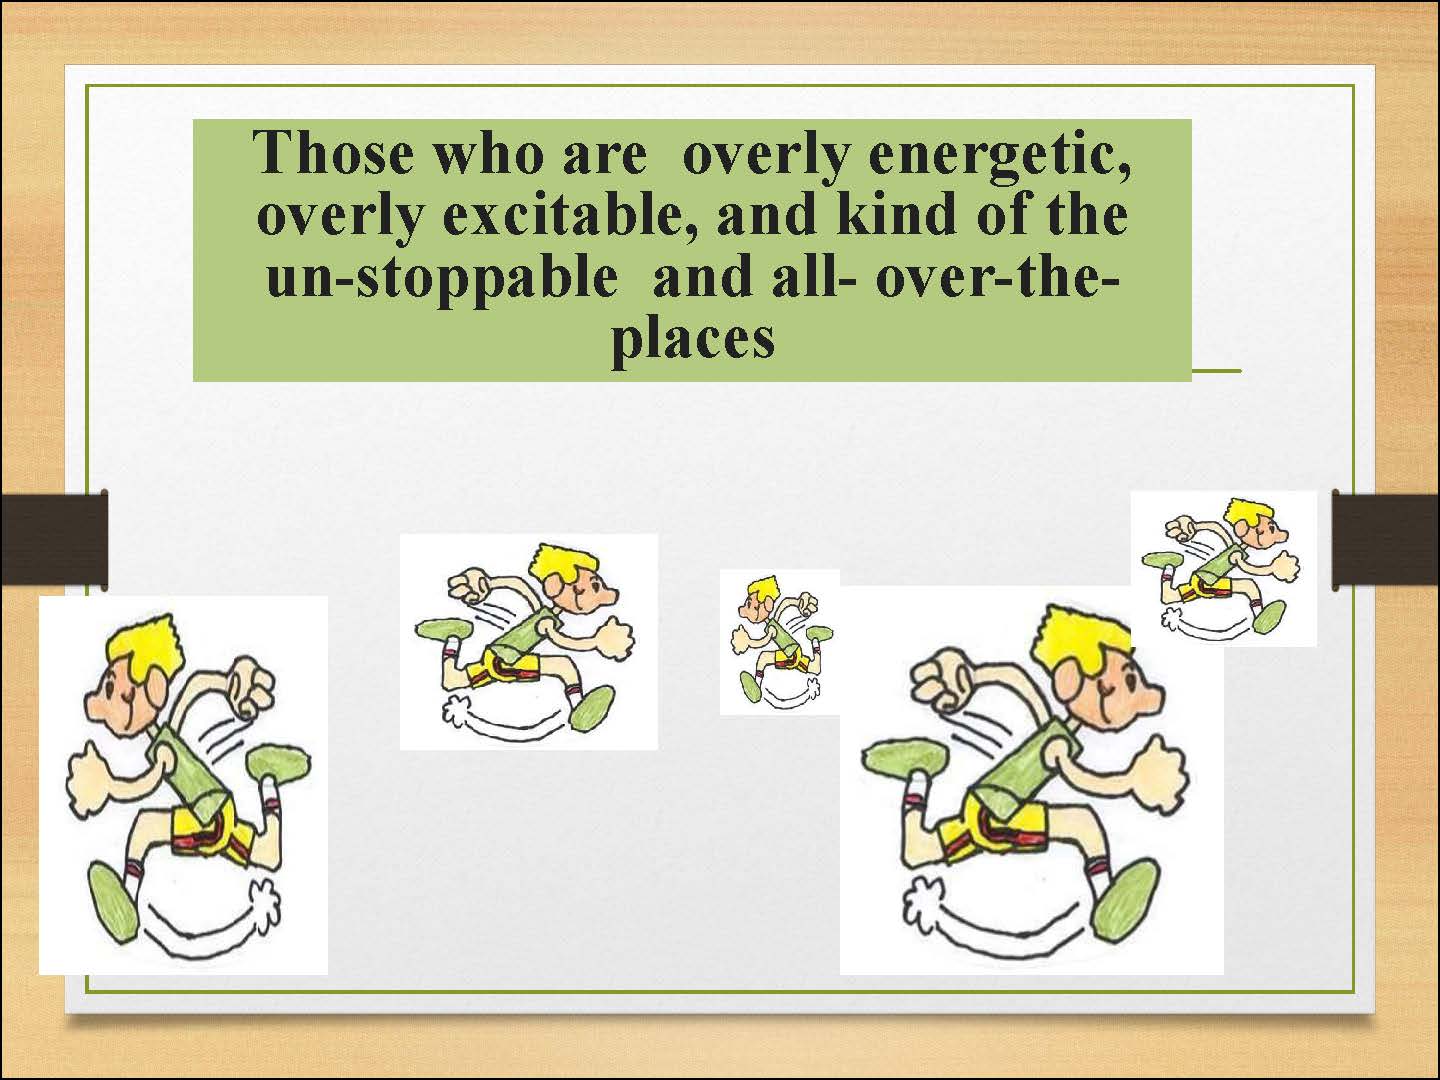 Those who are  overly energetic,
overly excitable, and kind of the
un-stoppable  and all- over-the-
places